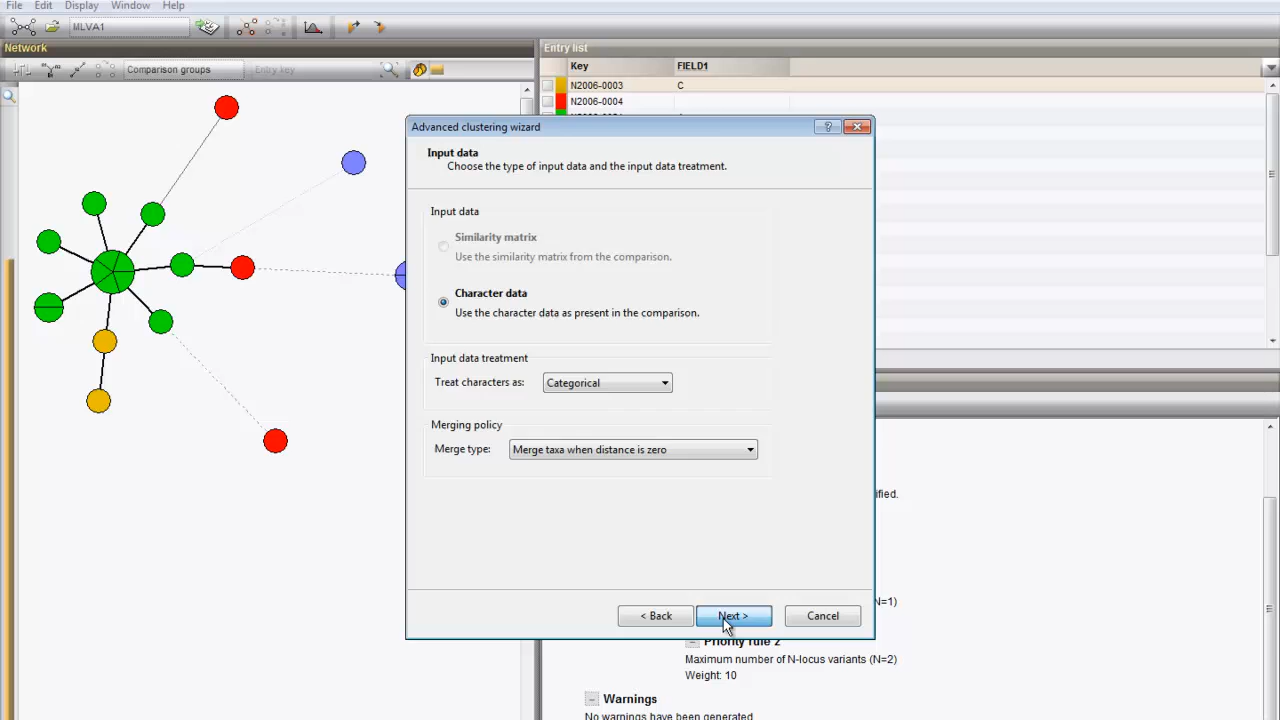 File Edit Display Window Help
MLVA1
Network
Comparison groups
Entry key
Entry list
Key FIELD1
N2006-0003 C
N2006-0004
Advanced clustering wizard
Input data
Choose the type of input data and the input data treatment.
Input data
Similarity matrix
Use the similarity matrix from the comparison.
Character data
Use the character data as present in the comparison.
Input data treatment
Treat characters as: Categorical
Merging policy
Merge type: Merge taxa when distance is zero
< Back Next > Cancel
ified.
N=1)
Priority rule 2
Maximum number of N-locus variants (N=2)
Weight: 10
Warnings
No warnings have been generated